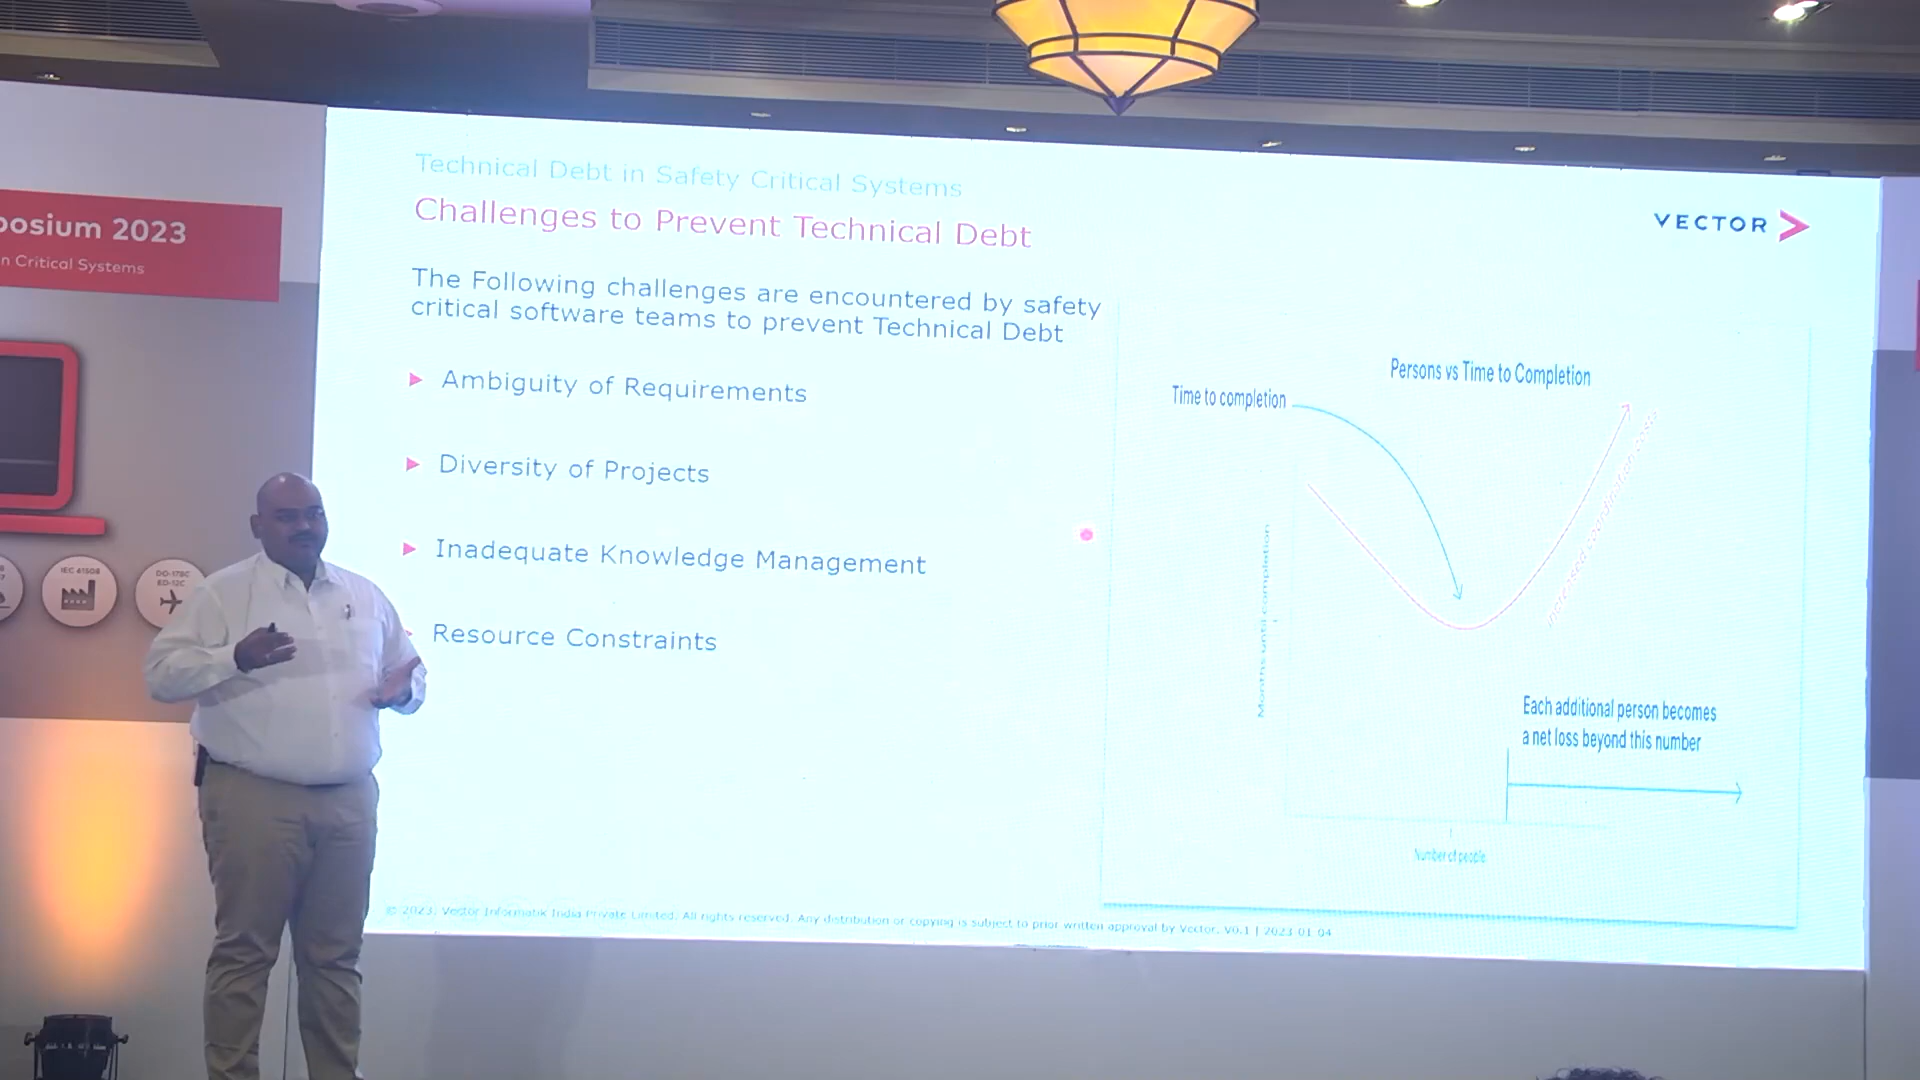 posium 2023
n Critical Systems
IEC 61508
DO-178C
ED-12C
Technical Debt in Safety Critical Systems
Challenges to Prevent Technical Debt
VECTOR
The Following challenges are encountered by safety
critical software teams to prevent Technical Debt
Ambiguity of Requirements
Diversity of Projects
Inadequate Knowledge Management
Resource Constraints
Persons vs Time to Completion
Time to completion
Increased coordination costs
Months until completion
Each additional person becomes
a net loss beyond this number
Number of people
© 2023. Vector Informatik India Private Limited. All rights reserved. Any distribution or copying is subject to prior written approval by Vector. V0.1 | 2023-01-04